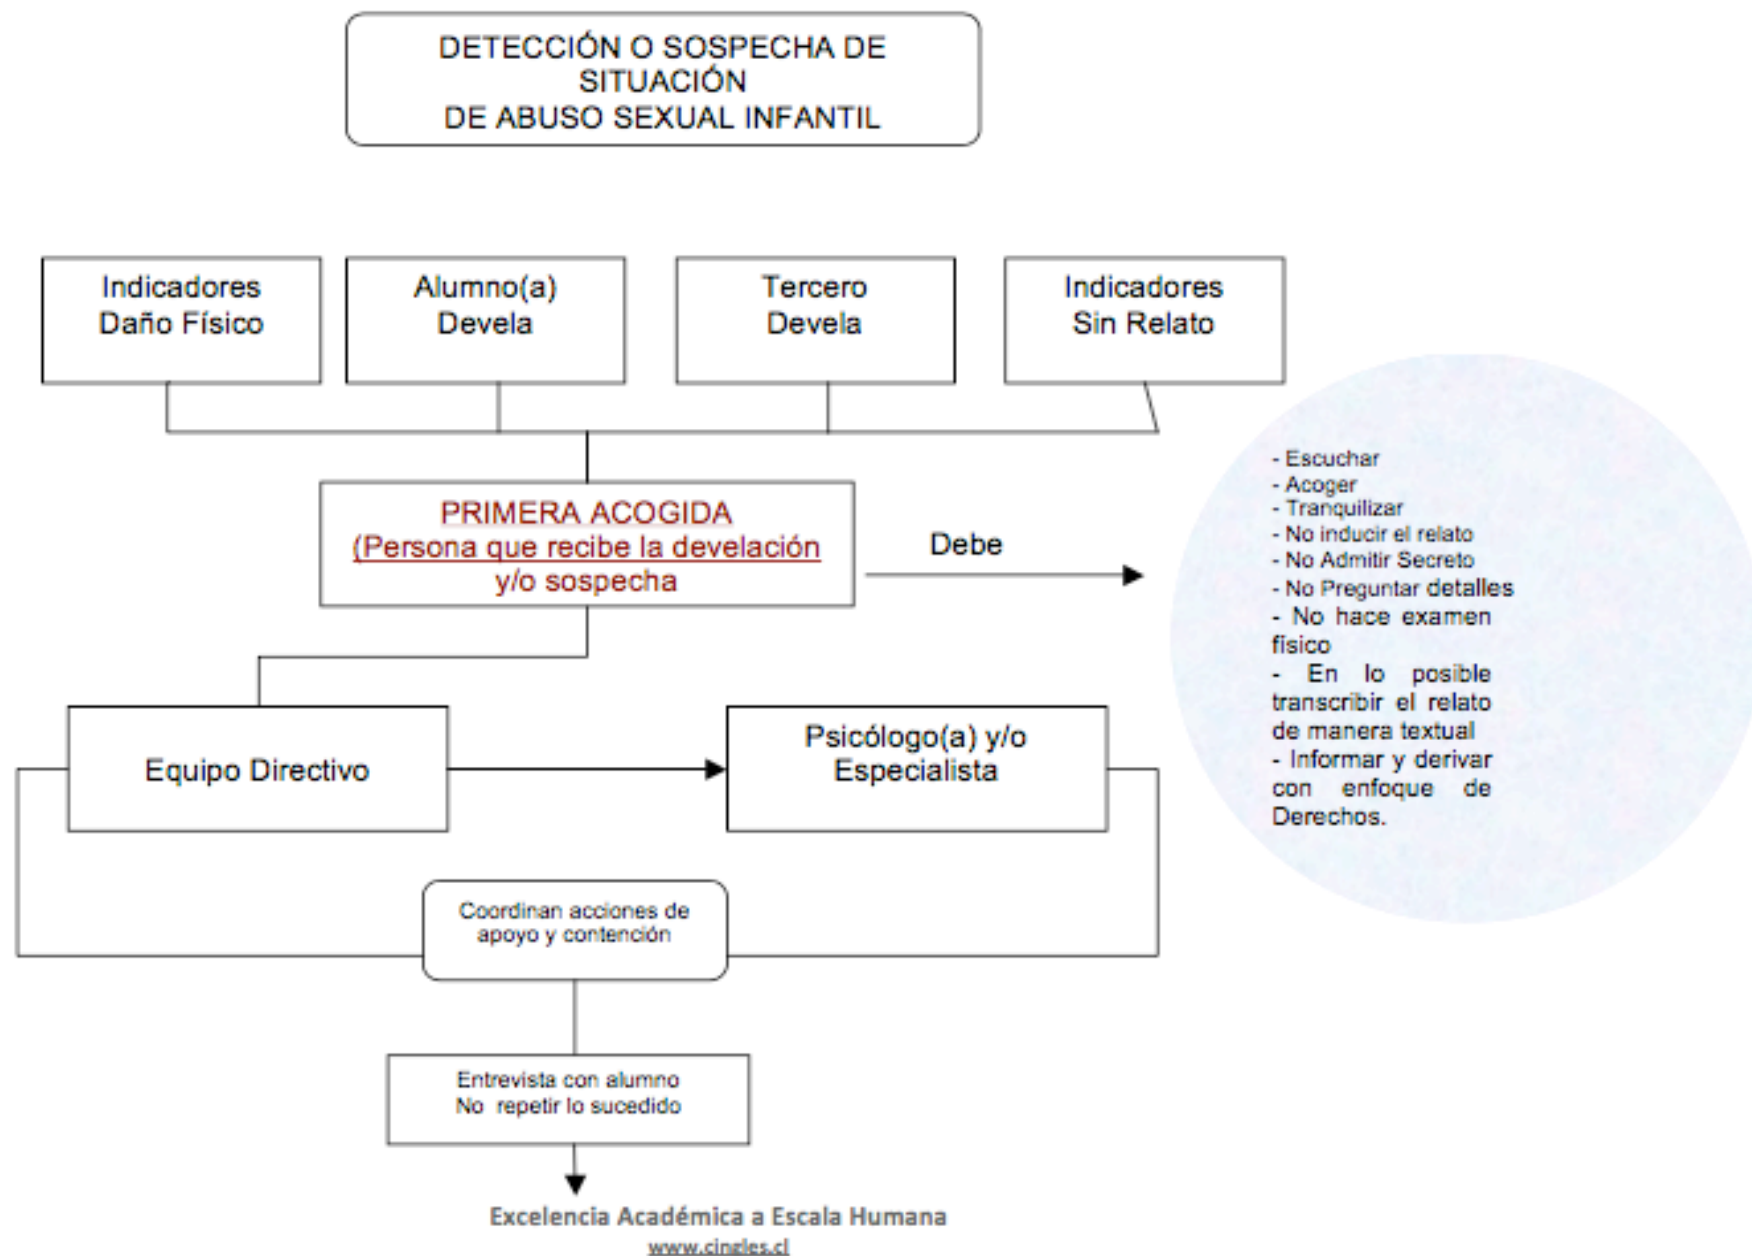 DETECCIÓN O SOSPECHA DE
SITUACIÓN
DE ABUSO SEXUAL INFANTIL
Indicadores
Daño Físico
Alumno(a)
Devela
Tercero
Devela
Indicadores
Sin Relato
PRIMERA ACOGIDA
(Persona que recibe la develación
y/o sospecha
Debe
- Escuchar
- Acoger
- Tranquilizar
- No inducir el relato
- No Admitir Secreto
- No Preguntar detalles
- No hace examen
físico
- En lo posible
transcribir el relato
de manera textual
- Informar y derivar
con enfoque de
Derechos.
Equipo Directivo
Psicólogo(a) y/o
Especialista
Coordinan acciones de
apoyo y contención
Entrevista con alumno
No repetir lo sucedido
Excelencia Académica a Escala Humana
www.cingles.cl